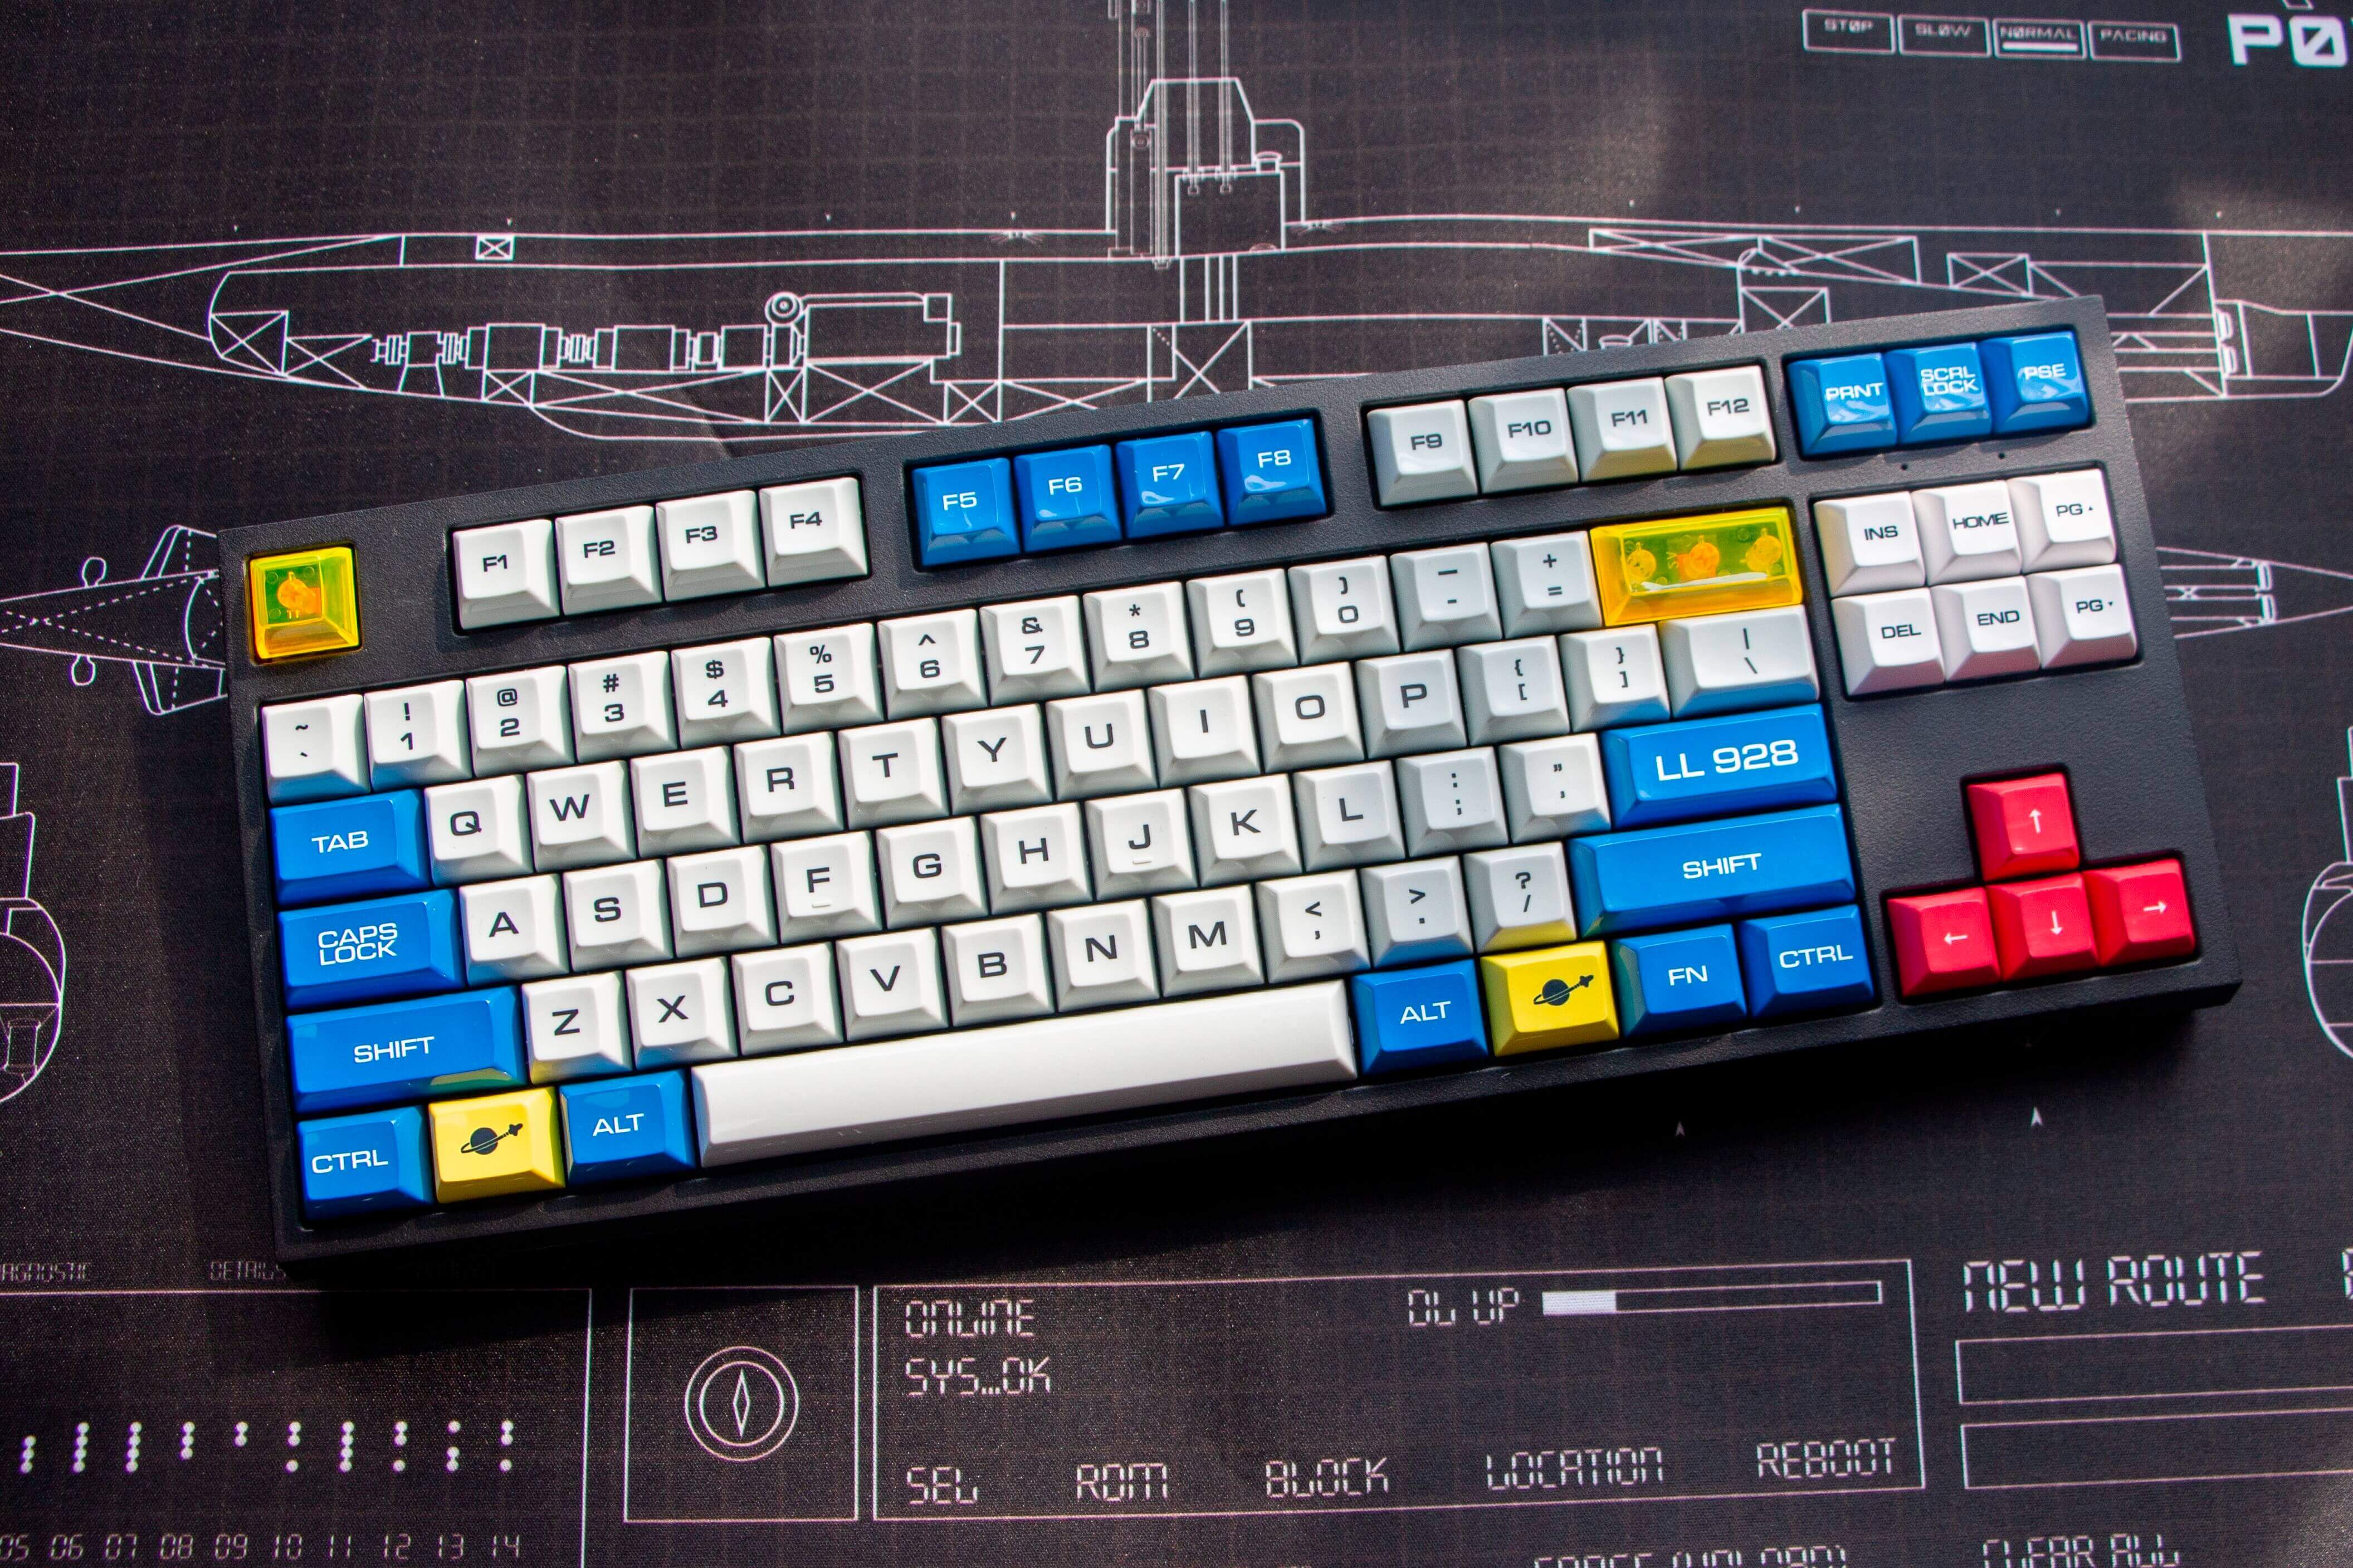 STØP SLØW NØRMAL PACING PØ
PRNT SCRL LOCK PSE
F9 F10 F11 F12
F5 F6 F7 F8
F1 F2 F3 F4
INS HOME PG
DEL END PG
~ ! @ # $ % ^ & * ( ) – +
` 1 2 3 4 5 6 7 8 9 0 - =
TAB Q W E R T Y U I O P { [ } ] | \
CAPS LOCK A S D F G H J K L : ; " ' LL 928
SHIFT Z X C V B N M < , > . ? / SHIFT
CTRL ALT ALT FN CTRL
↑
← ↓ →
DETAILS
ONLINE
SYS...OK
DL UP
NEW ROUTE
SEL ROM BLOCK LOCATION REBOOT
05 06 07 08 09 10 11 12 13 14
CLEAR ALL